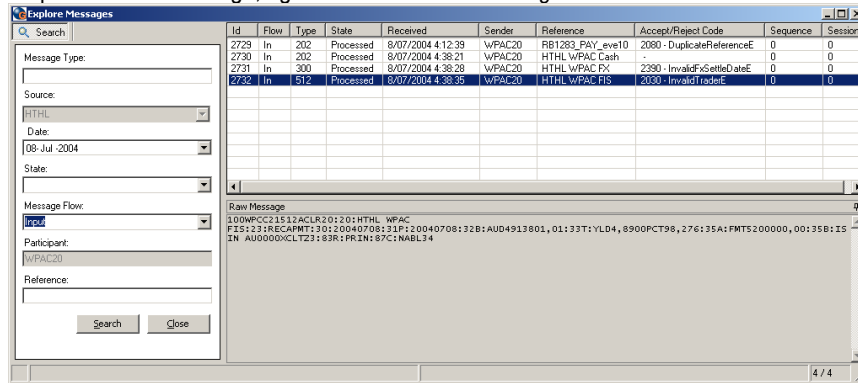 Explore Messages
Search
Message Type:
Source:
HTHL
Date:
08-Jul -2004
State:
Message Flow:
Input
Participant:
WPAC20
Reference:
Search Close
Id Flow Type State Received Sender Reference Accept/Reject Code Sequence Session
2729 In 202 Processed 8/07/2004 4:12:39 WPAC20 RB1283_PAY_eve10 2080 - DuplicateReferenceE 0 0
2730 In 202 Processed 8/07/2004 4:38:21 WPAC20 HTHL WPAC Cash - 0 0
2731 In 300 Processed 8/07/2004 4:38:28 WPAC20 HTHL WPAC FX 2390 - InvalidFxSettleDateE 0 0
2732 In 512 Processed 8/07/2004 4:38:35 WPAC20 HTHL WPAC FIS 2030 - InvalidTraderE 0 0
Raw Message
100WPCC21512ACLR20:20:HTHL WPAC
FIS:23:RECAPMT:30:20040708:31P:20040708:32B:AUD4913801,01:33T:YLD4,8900PCT98,276:35A:FMT5200000,00:35B:IS
IN AU0000XCLTZ3:83R:PRIN:87C:NABL34
4 / 4